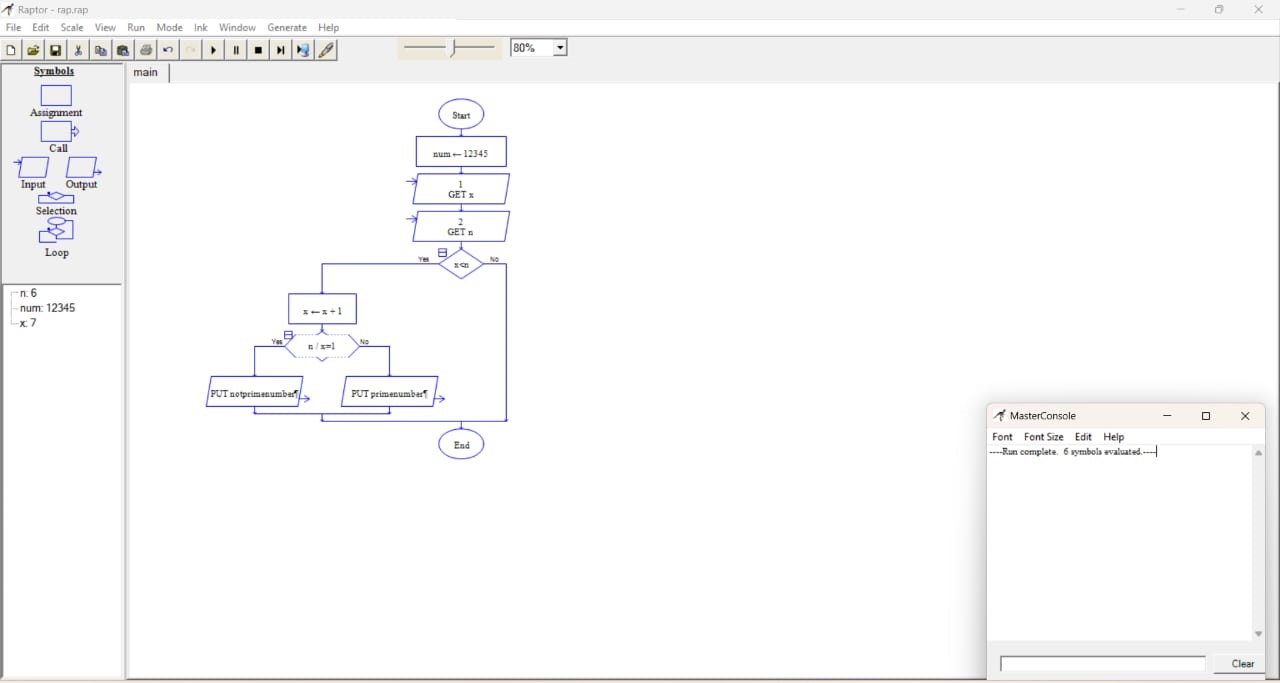 Raptor - rap.rap
File Edit Scale View Run Mode Ink Window Generate Help
80%
Symbols
main
Assignment
Call
Input Output
Selection
Loop
n: 6
num: 12345
x: 7
Start
num ← 12345
1
GET x
2
GET n
Yes x<n No
x ← x + 1
Yes n / x=1 No
PUT notprimenumber¶ PUT primenumber¶
End
MasterConsole
Font Font Size Edit Help
----Run complete. 6 symbols evaluated.----
Clear